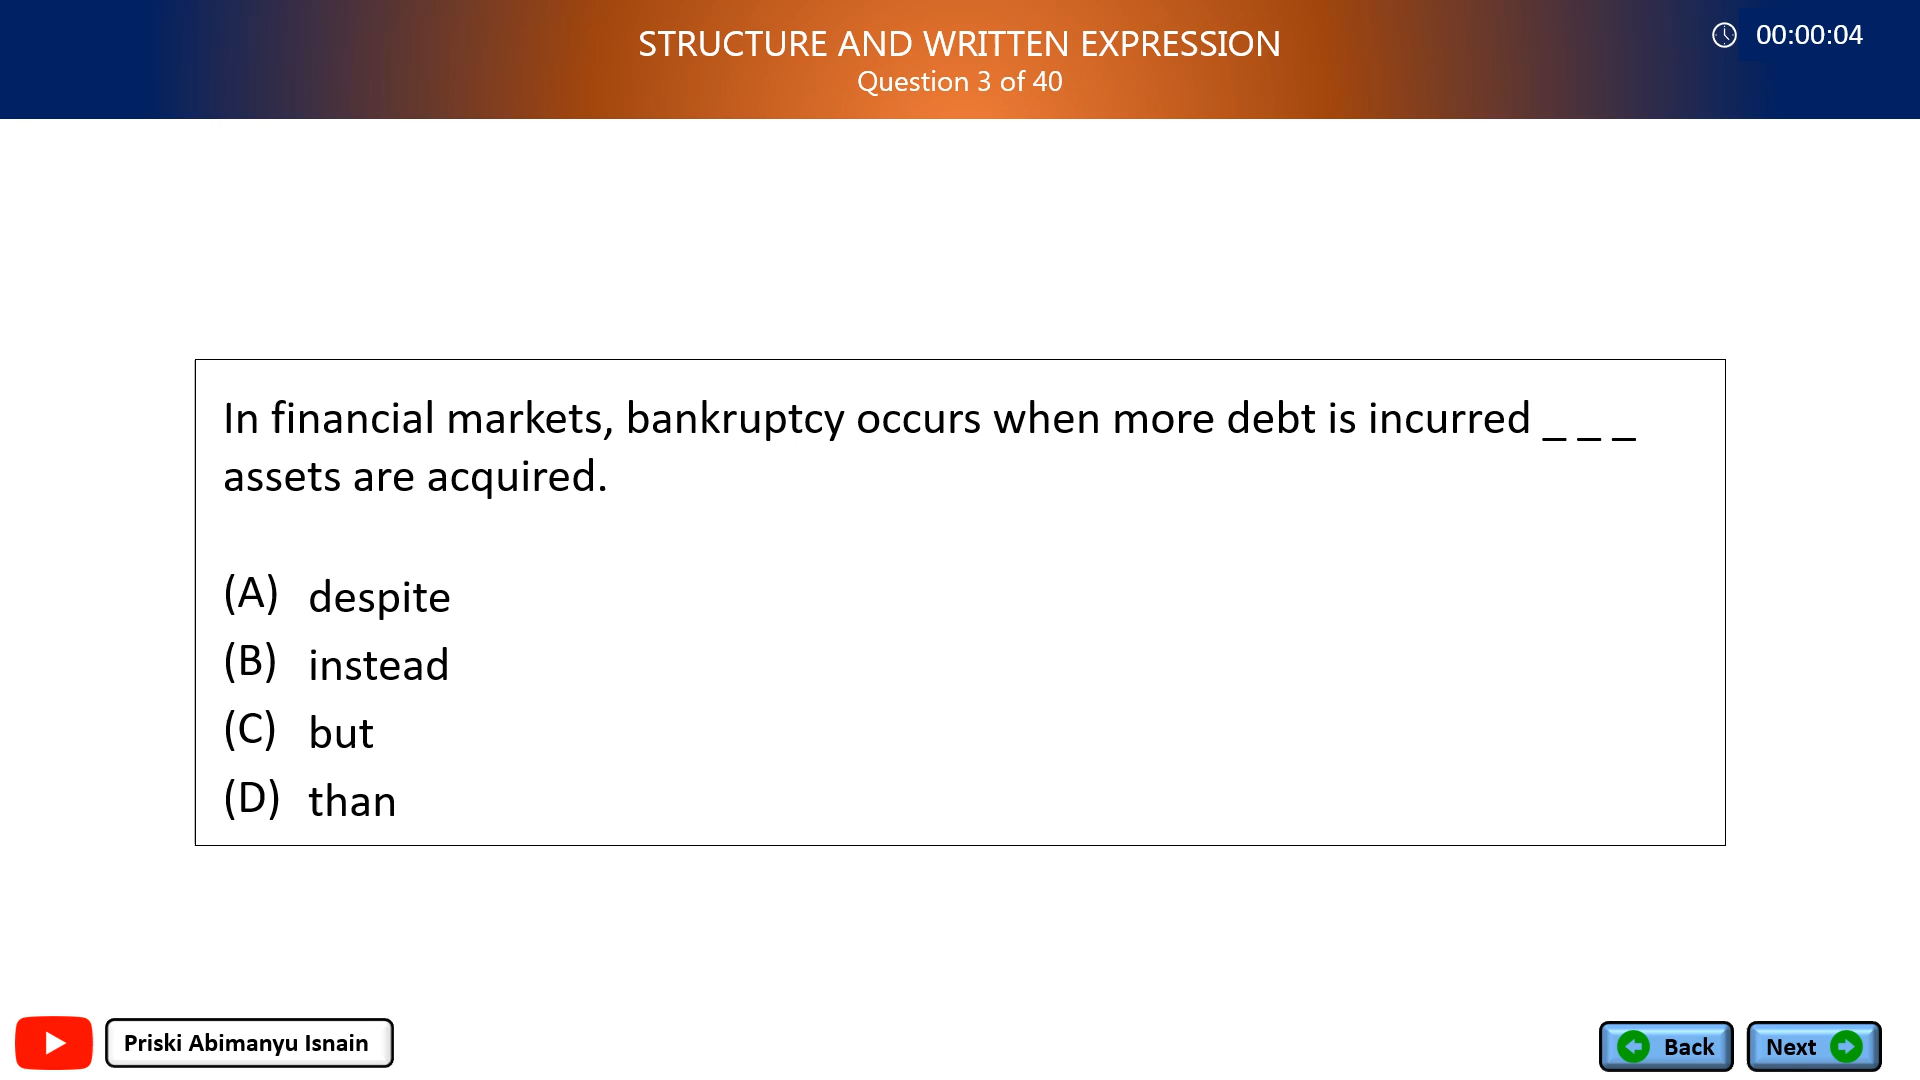 STRUCTURE AND WRITTEN EXPRESSION
Question 3 of 40
00:00:04
In financial markets, bankruptcy occurs when more debt is incurred _ _ _
assets are acquired.
(A) despite
(B) instead
(C) but
(D) than
Priski Abimanyu Isnain
Back
Next